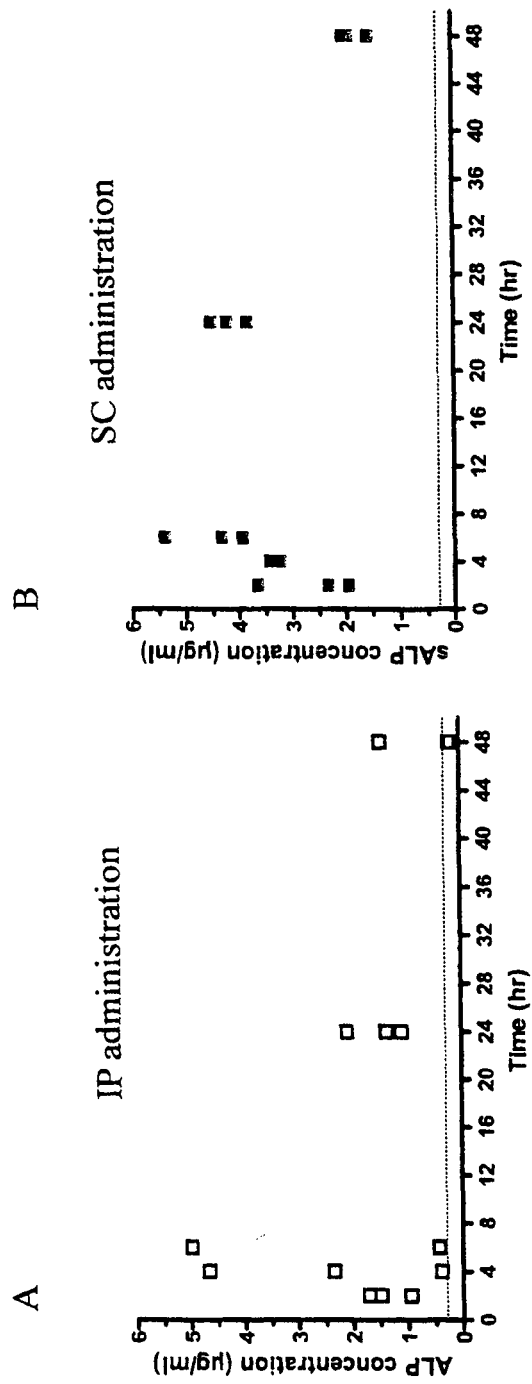 A
IP administration
ALP concentration (µg/ml)
6
5
4
3
2
1
0
0 4 8 12 16 20 24 28 32 36 40 44 48
Time (hr)
B
SC administration
sALP concentration (µg/ml)
6
5
4
3
2
1
0
0 4 8 12 16 20 24 28 32 36 40 44 48
Time (hr)